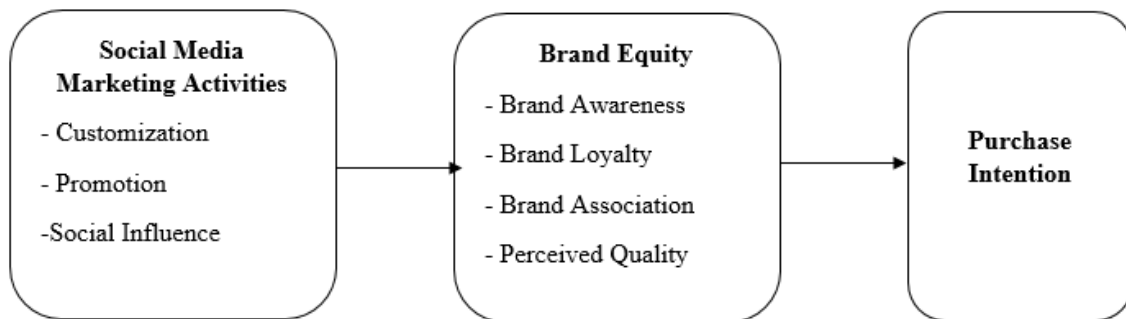 Social Media
Marketing Activities
- Customization
- Promotion
-Social Influence
Brand Equity
- Brand Awareness
- Brand Loyalty
- Brand Association
- Perceived Quality
Purchase
Intention